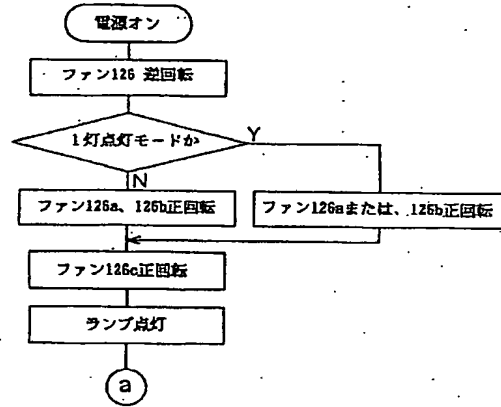 電源オン
ファン126 逆回転
1灯点灯モードか
Y
N
ファン126a、126b正回転
ファン126aまたは、126b正回転
ファン126c正回転
ランプ点灯
a